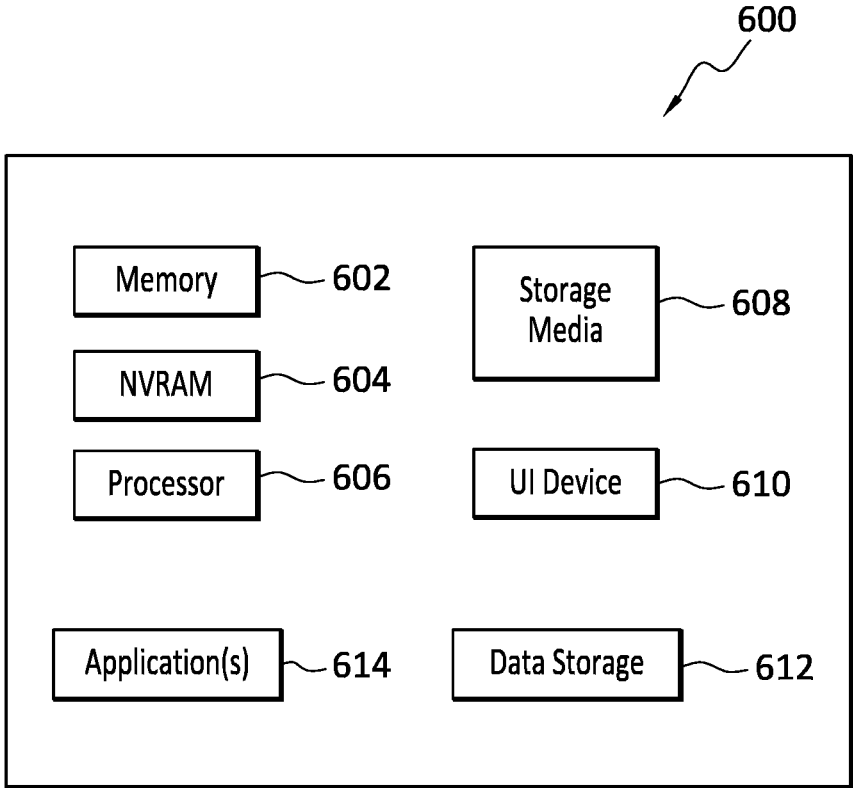 600
Memory
602
Storage
Media
608
NVRAM
604
Processor
606
UI Device
610
Application(s)
614
Data Storage
612